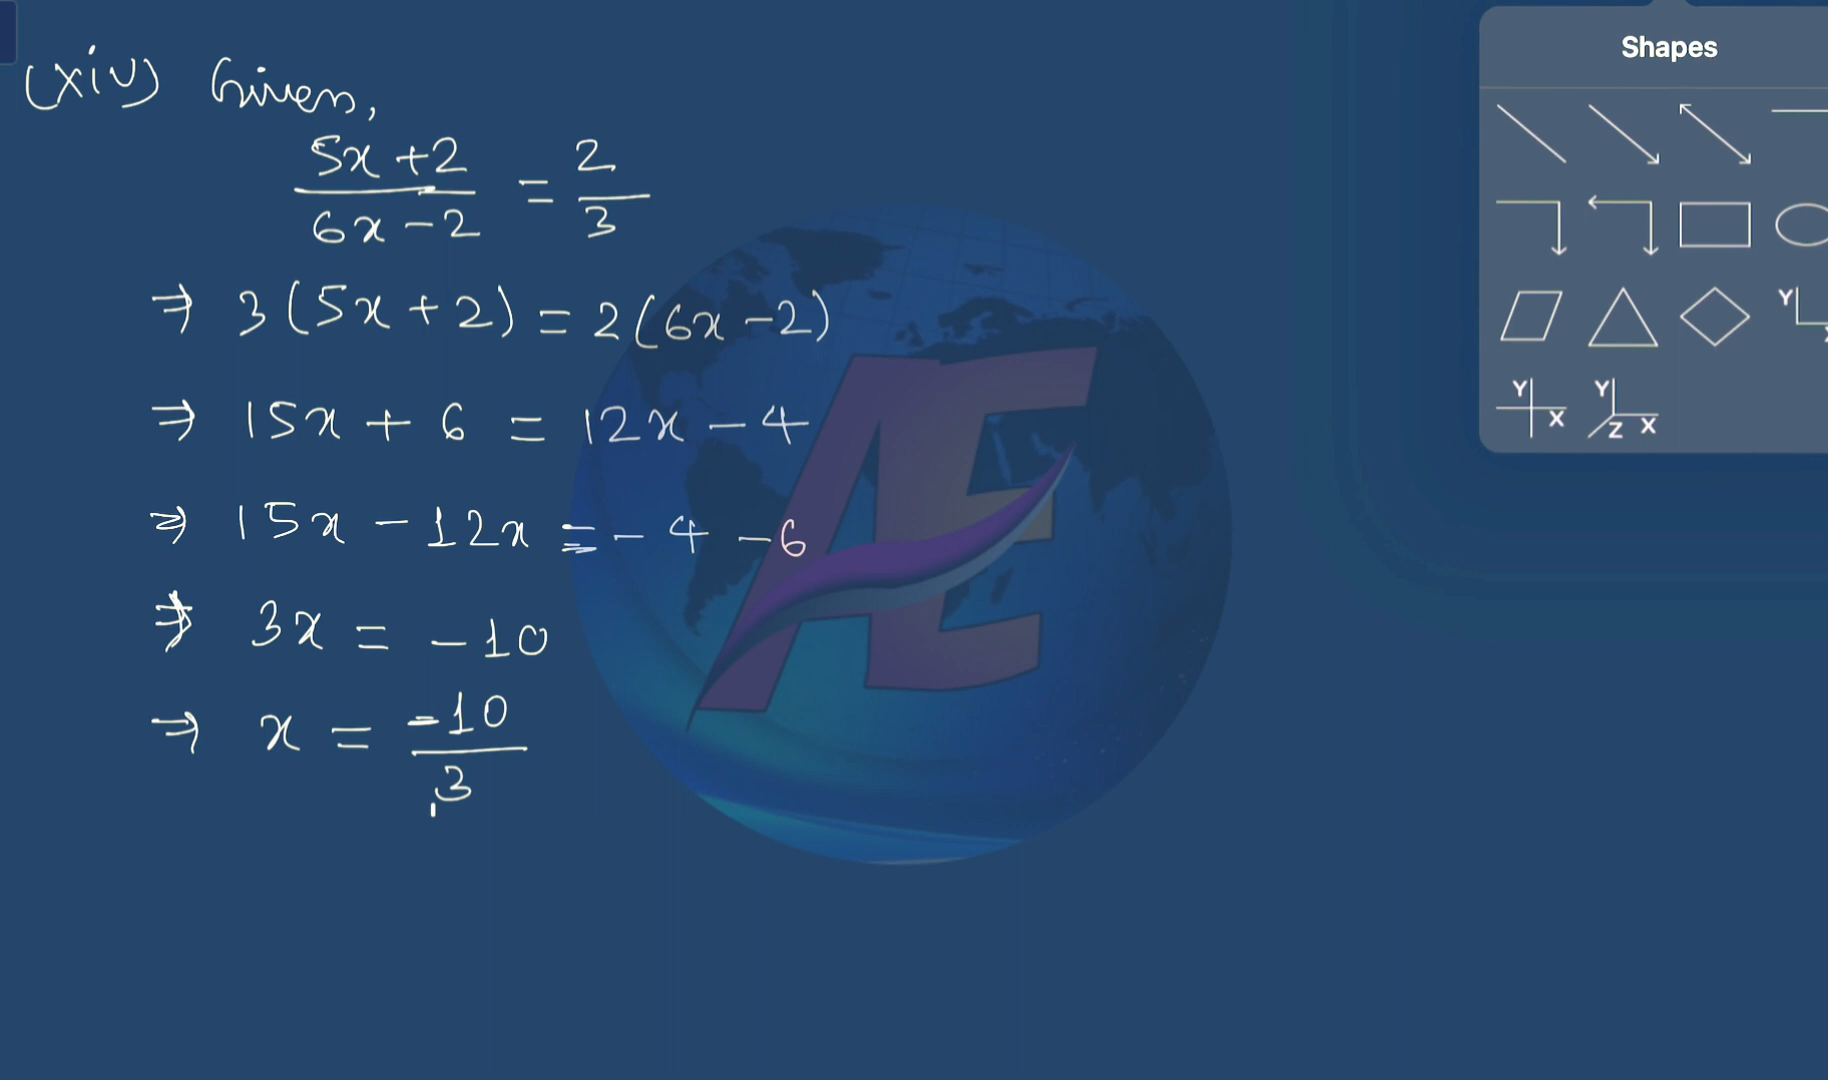 (xiv) Given,
5x+2 / 6x-2 = 2 / 3
⇒ 3(5x+2) = 2(6x-2)
⇒ 15x + 6 = 12x - 4
⇒ 15x - 12x = - 4 - 6
⇒ 3x = -10
⇒ x = -10 / 3
Shapes
Y
Y X
Y Z X
Æ